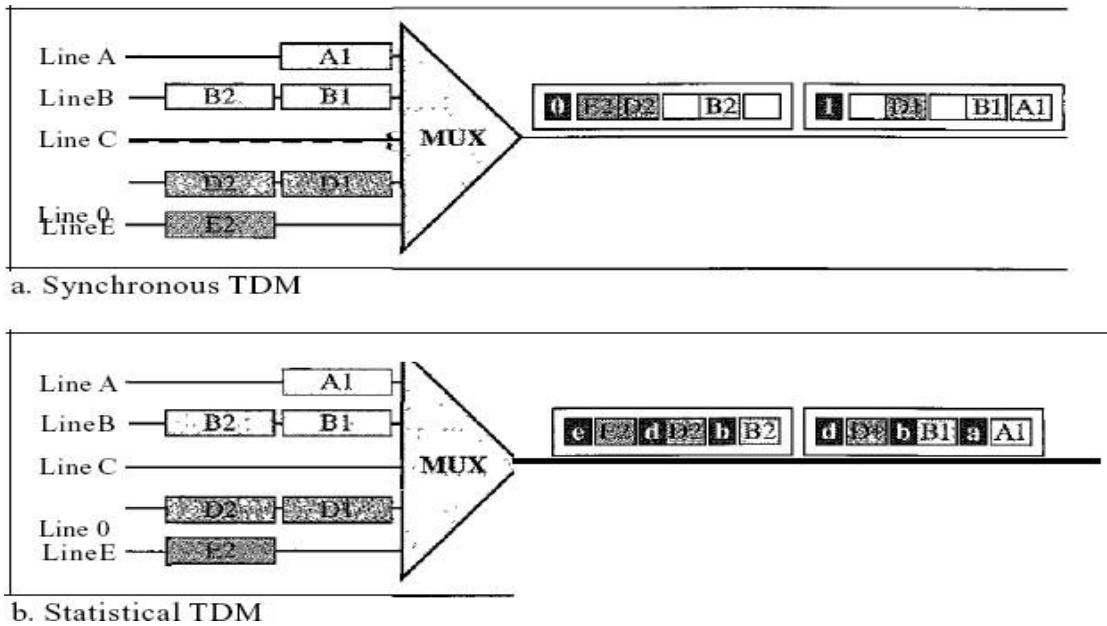 Line A
A1
LineB
B2
B1
Line C
MUX
D2
D1
Line 0
LineE
E2
0
E2
D2
B2
1
D1
B1
A1
a. Synchronous TDM
Line A
A1
LineB
B2
B1
Line C
MUX
D2
D1
Line 0
LineE
E2
e
E2
d
D2
b
B2
d
D1
b
B1
a
A1
b. Statistical TDM